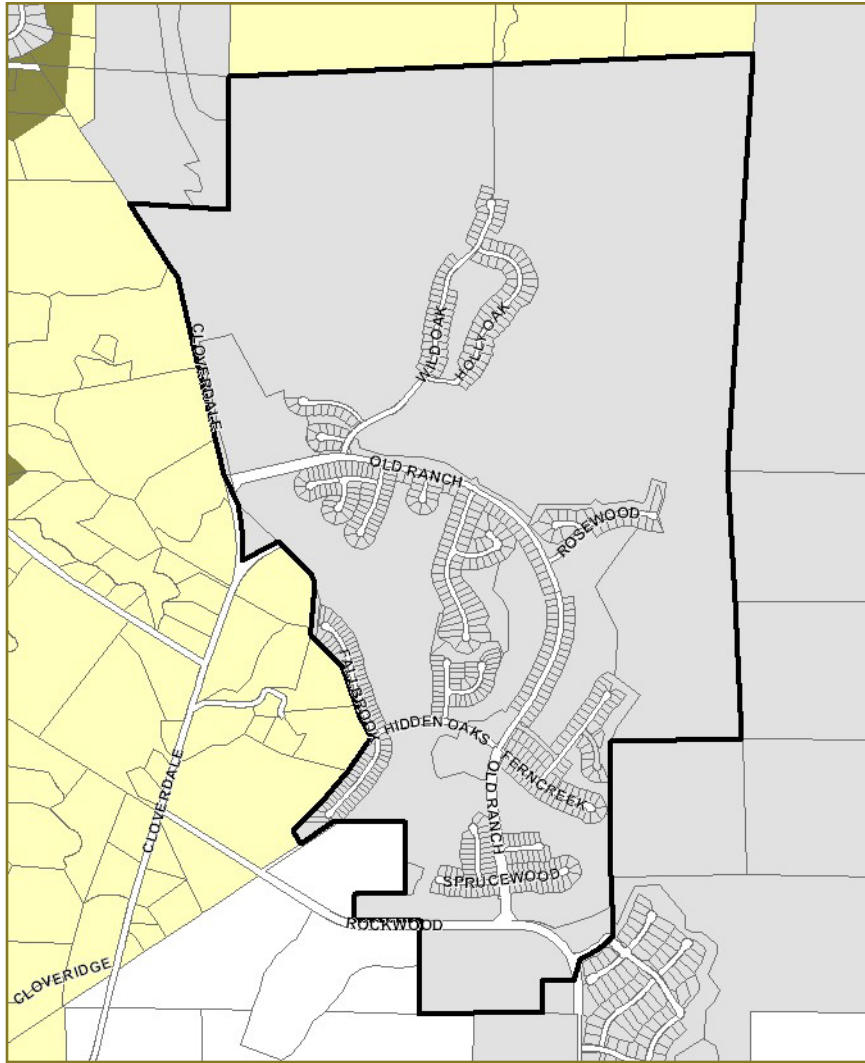 CLOVERDALE
WILD OAK
HOLLY OAK
OLD RANCH
ROSEWOOD
FALLBROOK
HIDDEN OAKS
FERNCREEK
OLD RANCH
CLOVERDALE
SPRUCEWOOD
ROCKWOOD
CLOVERIDGE